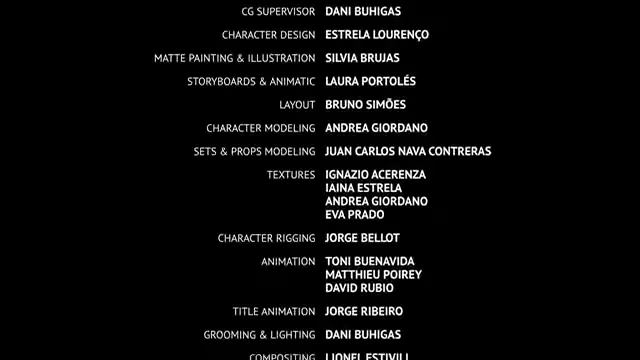 CG SUPERVISOR DANI BUHIGAS
CHARACTER DESIGN ESTRELA LOURENÇO
MATTE PAINTING & ILLUSTRATION SILVIA BRUJAS
STORYBOARDS & ANIMATIC LAURA PORTOLÉS
LAYOUT BRUNO SIMÕES
CHARACTER MODELING ANDREA GIORDANO
SETS & PROPS MODELING JUAN CARLOS NAVA CONTRERAS
TEXTURES IGNAZIO ACERENZA
IAINA ESTRELA
ANDREA GIORDANO
EVA PRADO
CHARACTER RIGGING JORGE BELLOT
ANIMATION TONI BUENAVIDA
MATTHIEU POIREY
DAVID RUBIO
TITLE ANIMATION JORGE RIBEIRO
GROOMING & LIGHTING DANI BUHIGAS
COMPOSITING LIONEL ESTIVILL